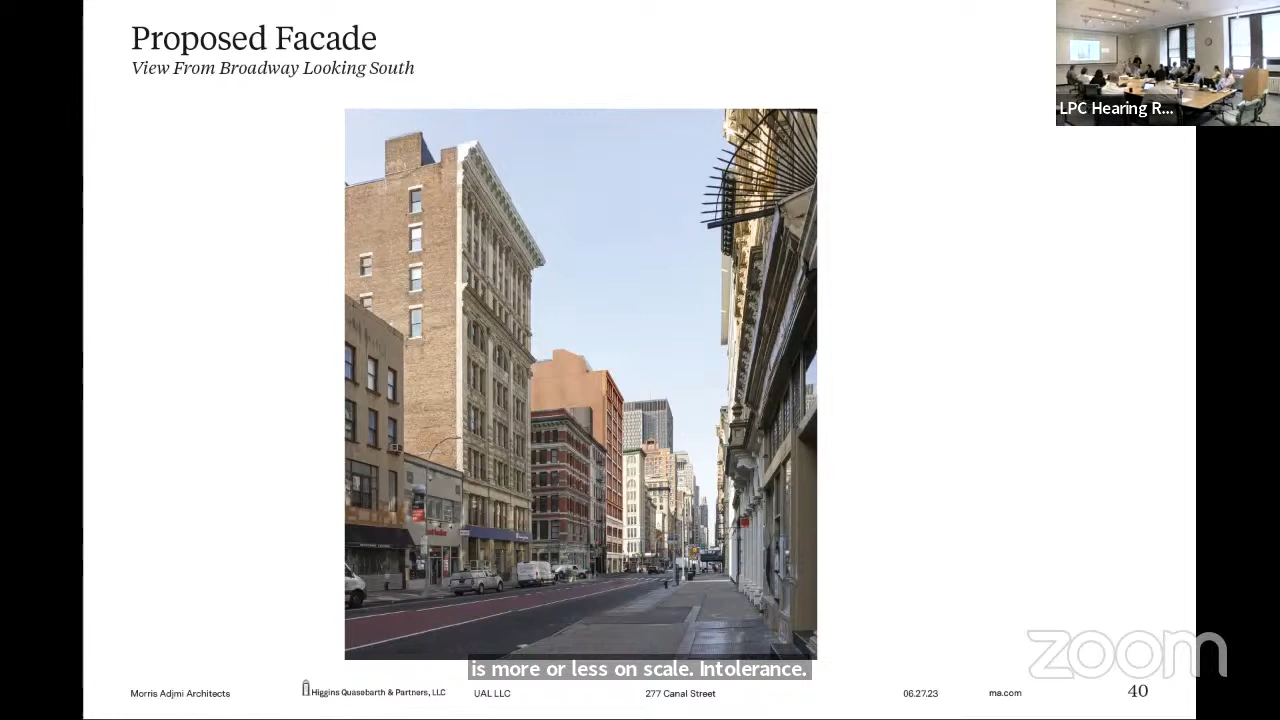 Proposed Facade
View From Broadway Looking South
LPC Hearing R...
is more or less on scale. Intolerance.
zoom
Morris Adjmi Architects
Higgins Quasebarth & Partners, LLC
UAL LLC
277 Canal Street
06.27.23
ma.com
40